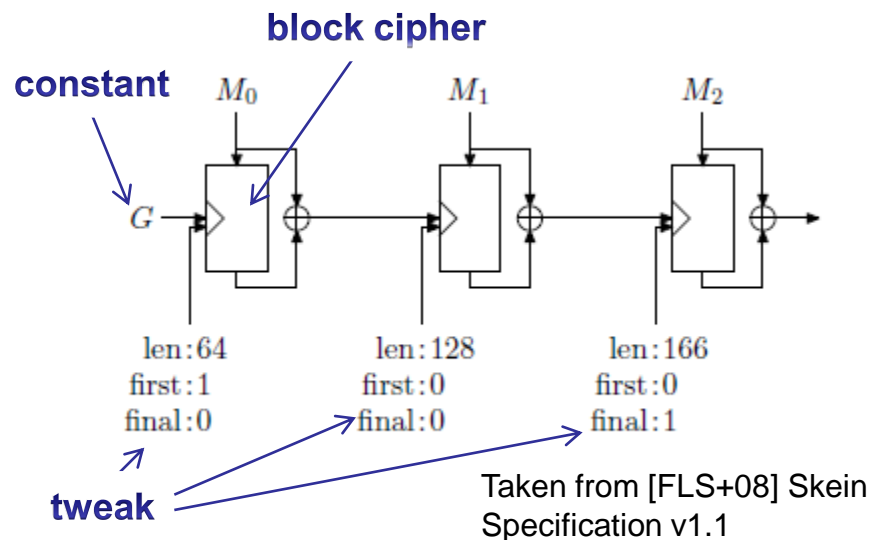 block cipher
constant
M₀
M₁
M₂
G
len:64
first:1
final:0
len:128
first:0
final:0
len:166
first:0
final:1
tweak
Taken from [FLS+08] Skein
Specification v1.1